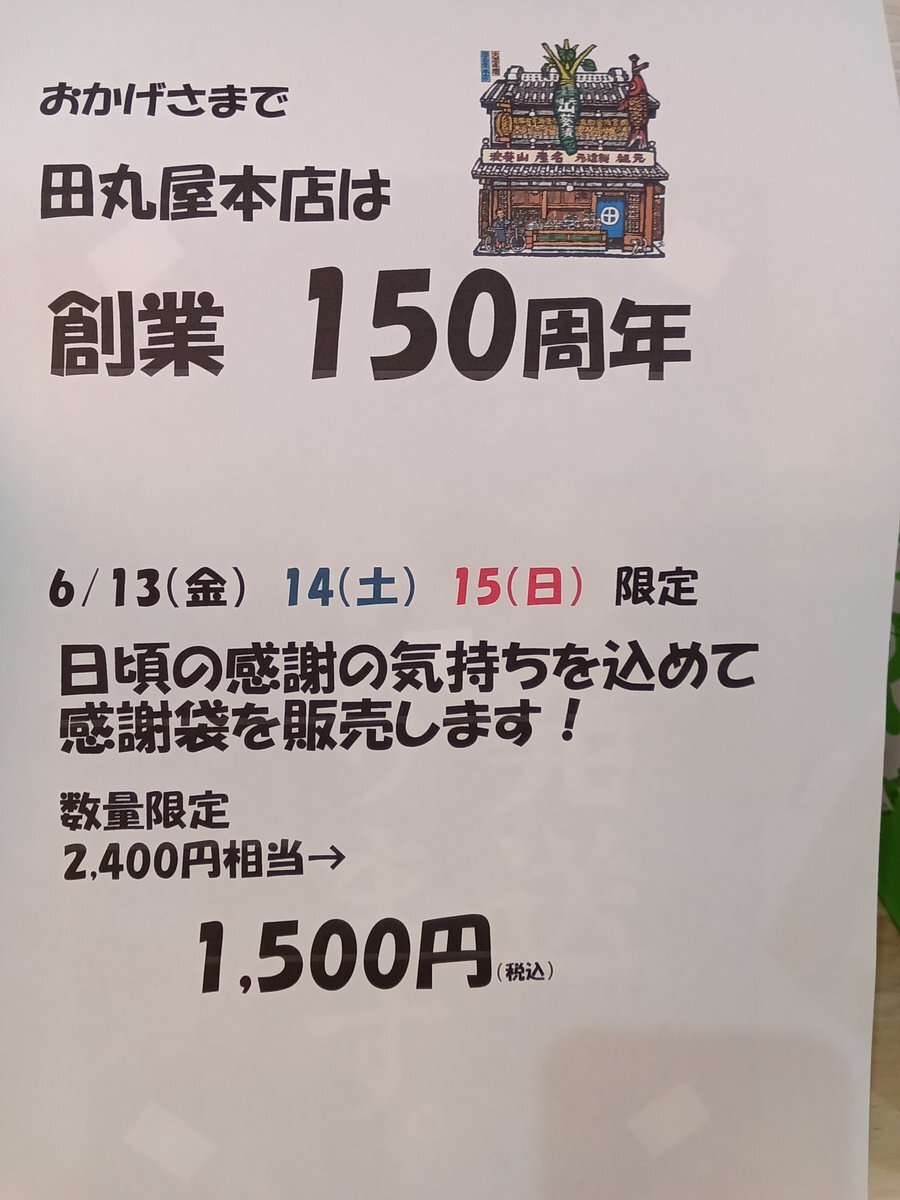 おかげさまで
田丸屋本店は
創業 150周年
6/13(金) 14(土) 15(日) 限定
日頃の感謝の気持ちを込めて
感謝袋を販売します!
数量限定
2,400円相当→
1,500円(税込)